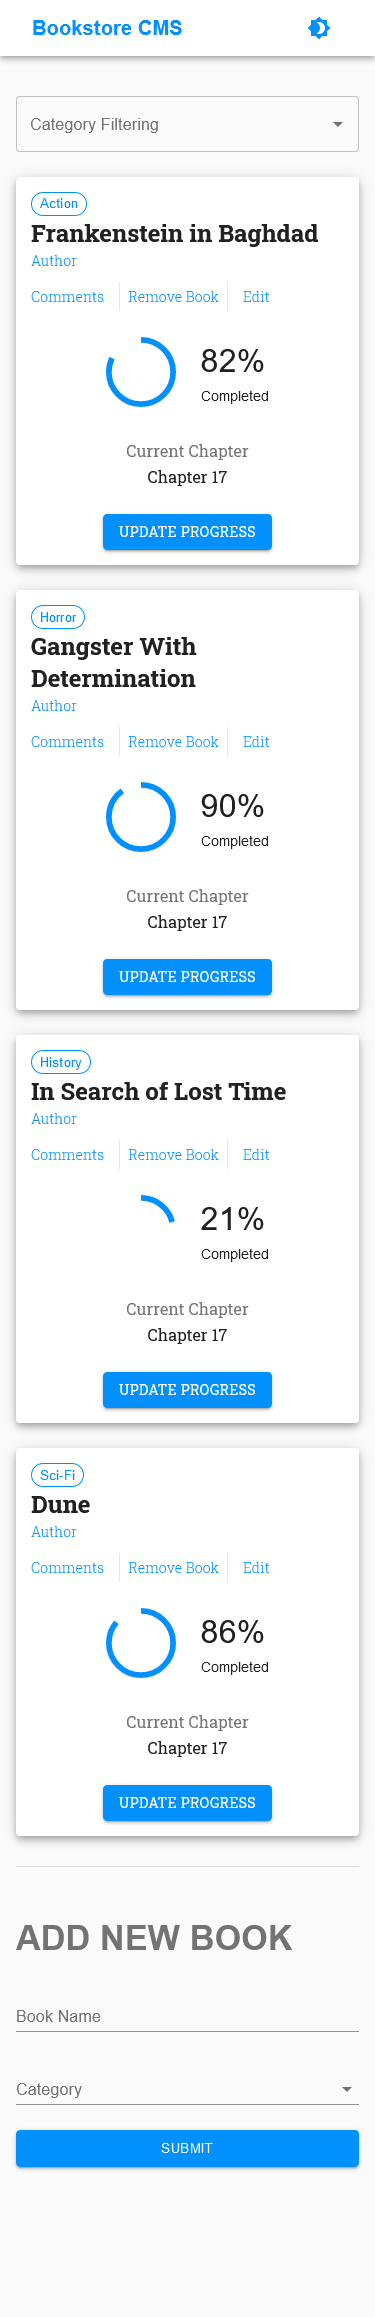 Bookstore CMS
Category Filtering
Action
Frankenstein in Baghdad
Author
Comments Remove Book Edit
82%
Completed
Current Chapter
Chapter 17
UPDATE PROGRESS
Horror
Gangster With
Determination
Author
Comments Remove Book Edit
90%
Completed
Current Chapter
Chapter 17
UPDATE PROGRESS
History
In Search of Lost Time
Author
Comments Remove Book Edit
21%
Completed
Current Chapter
Chapter 17
UPDATE PROGRESS
Sci-Fi
Dune
Author
Comments Remove Book Edit
86%
Completed
Current Chapter
Chapter 17
UPDATE PROGRESS
ADD NEW BOOK
Book Name
Category
SUBMIT